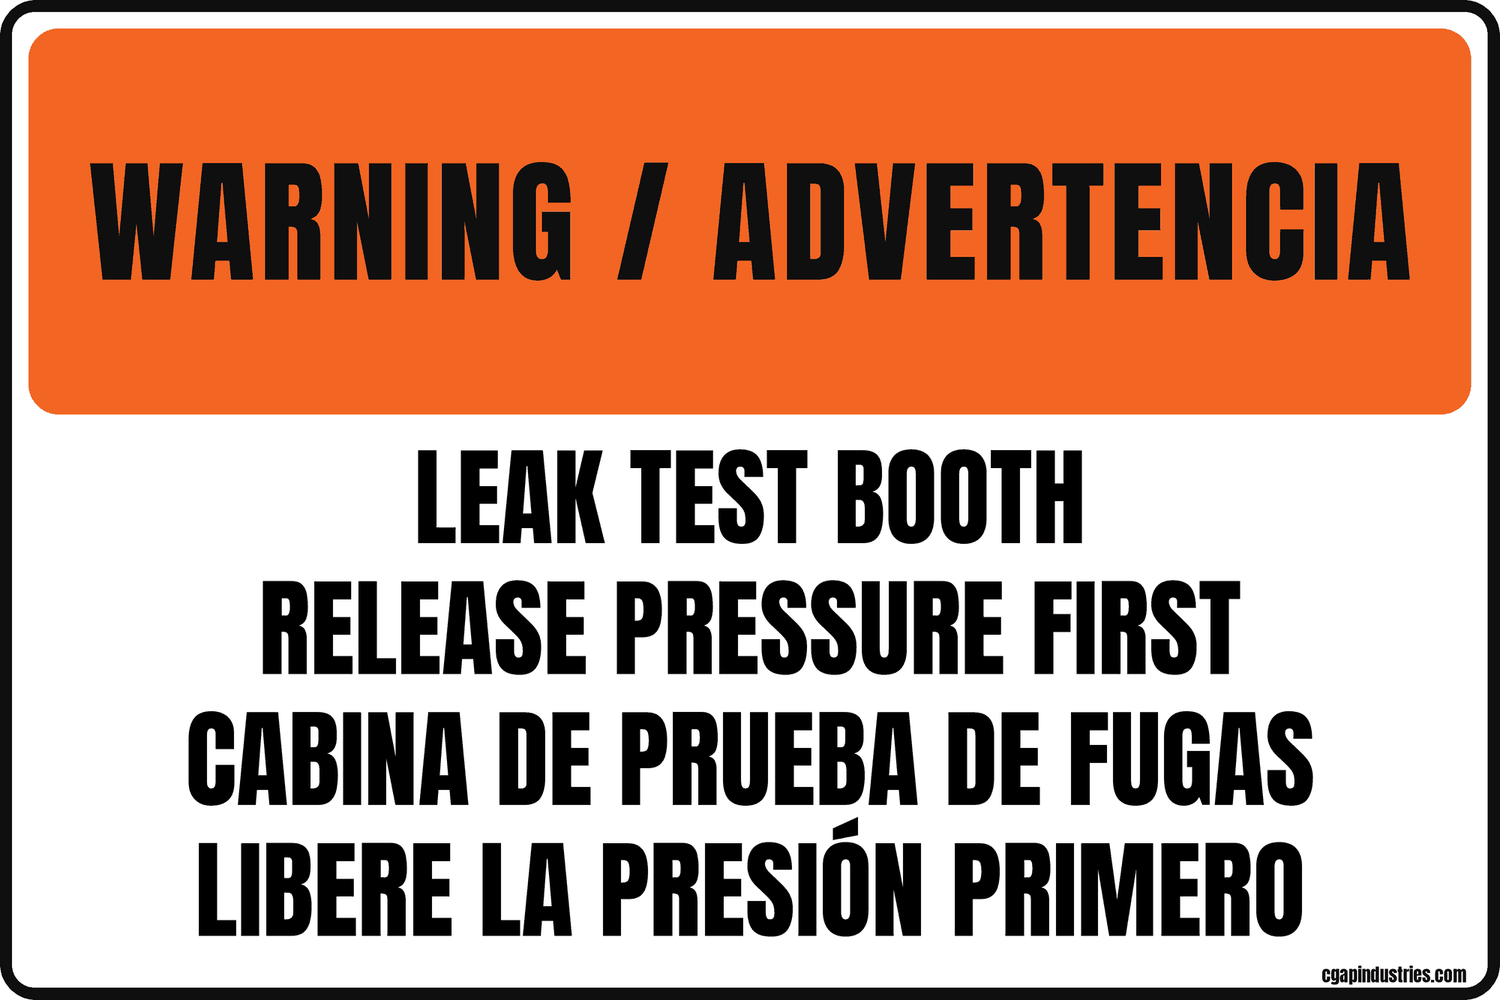 WARNING / ADVERTENCIA
LEAK TEST BOOTH
RELEASE PRESSURE FIRST
CABINA DE PRUEBA DE FUGAS
LIBERE LA PRESIÓN PRIMERO
cgapindustries.com